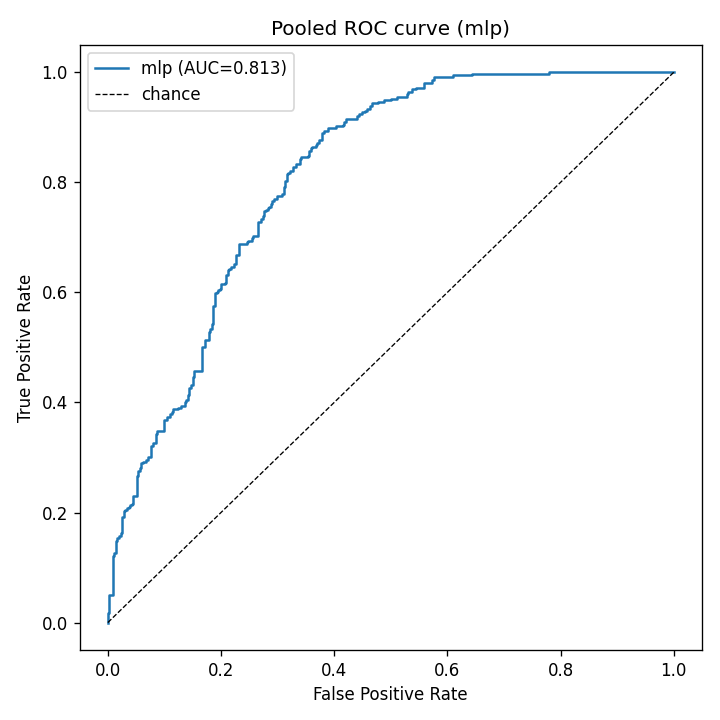 Pooled ROC curve (mlp)
mlp (AUC=0.813)
chance
1.0
0.8
0.6
0.4
0.2
0.0
True Positive Rate
0.0 0.2 0.4 0.6 0.8 1.0
False Positive Rate